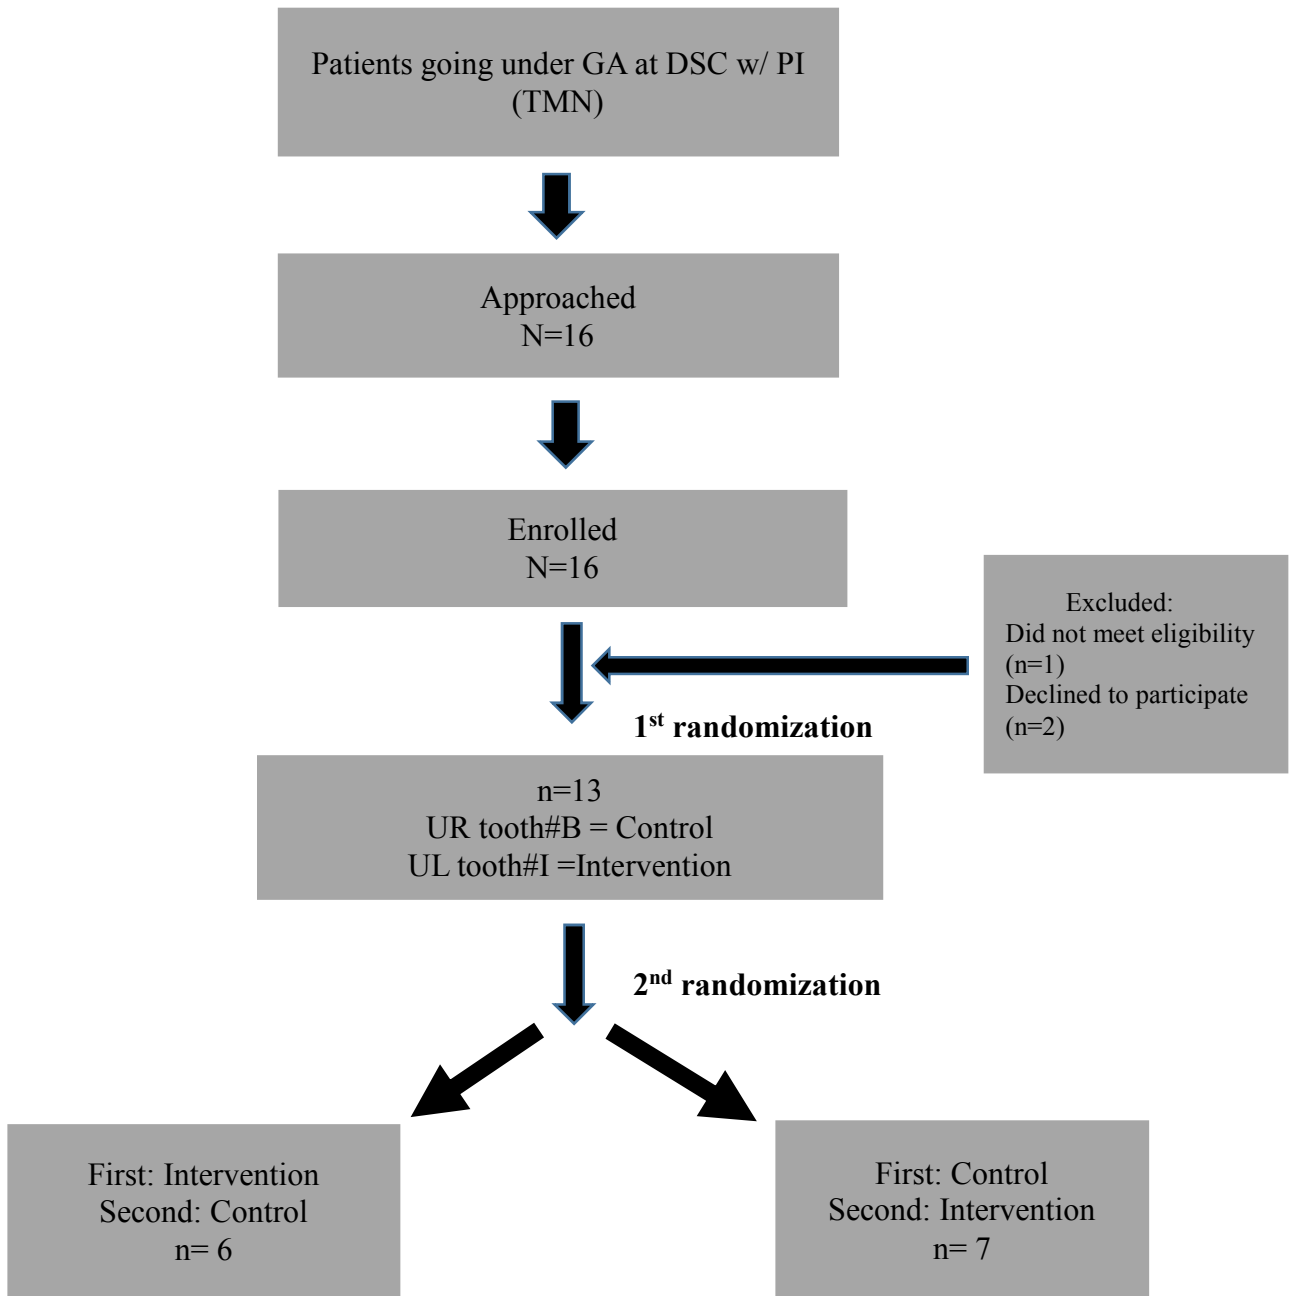 Patients going under GA at DSC w/ PI
(TMN)
Approached
N=16
Enrolled
N=16
Excluded:
Did not meet eligibility
(n=1)
Declined to participate
(n=2)
1st randomization
n=13
UR tooth#B = Control
UL tooth#I =Intervention
2nd randomization
First: Intervention
Second: Control
n= 6
First: Control
Second: Intervention
n= 7